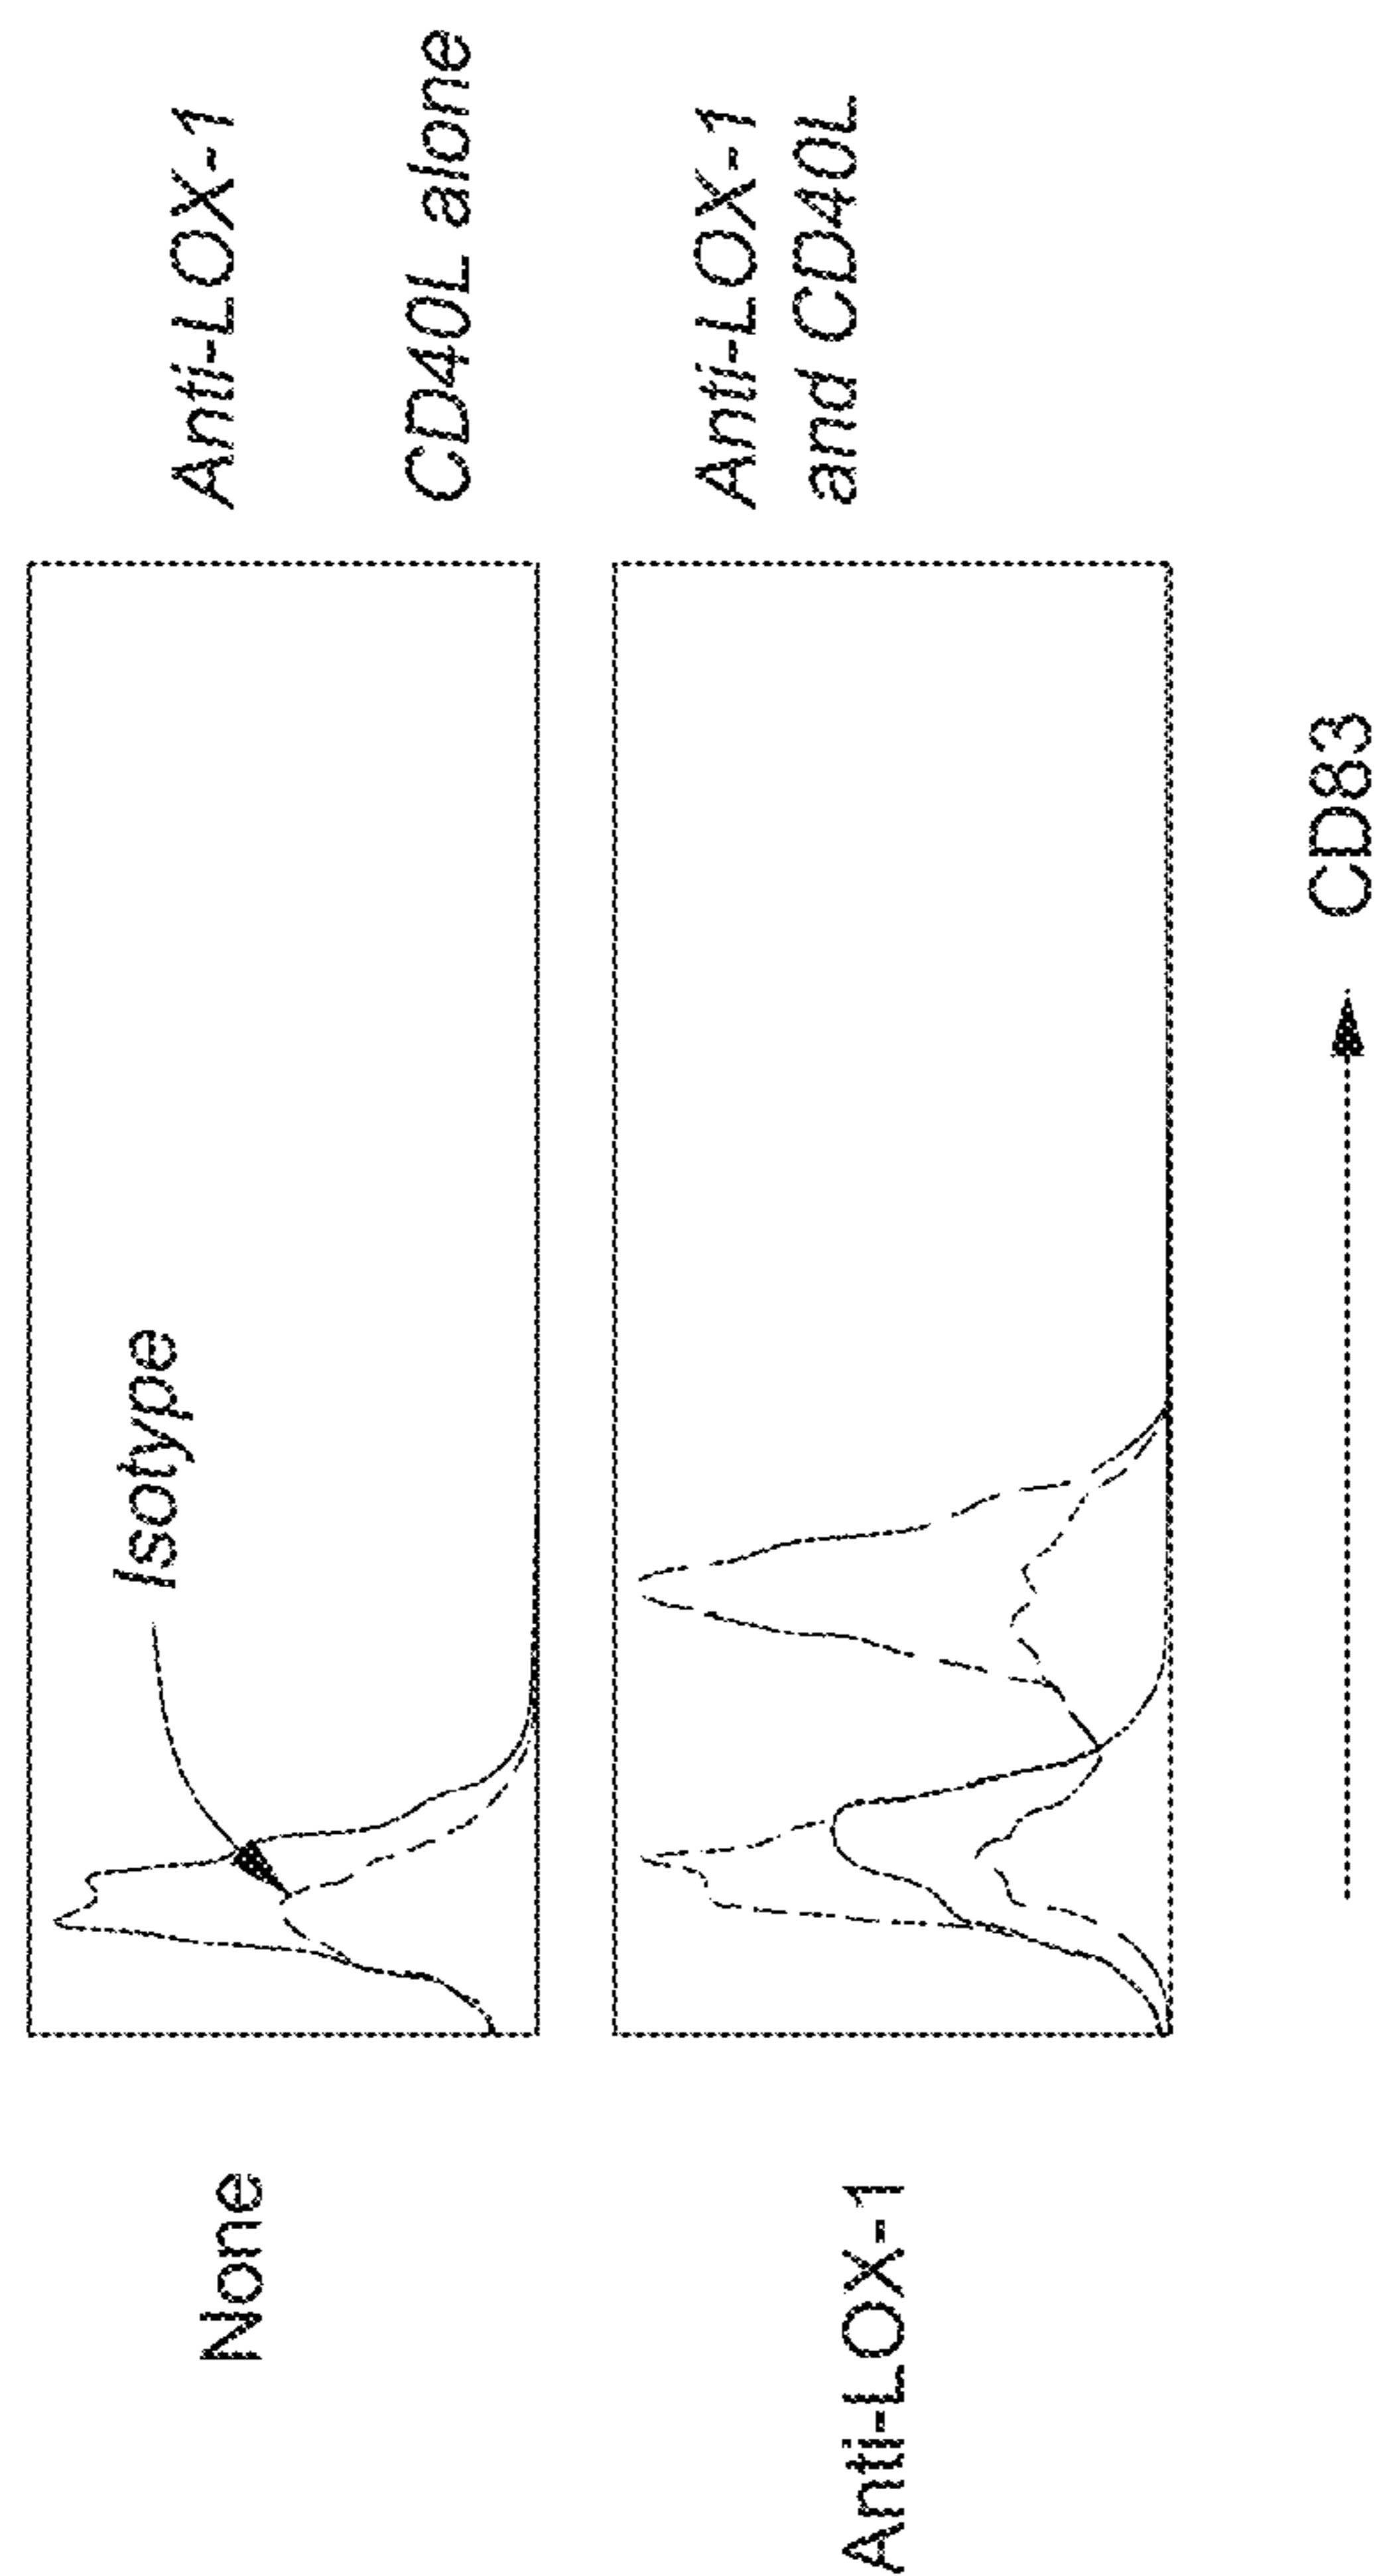 None
Isotype
Anti-LOX-1
CD40L alone
Anti-LOX-1
Anti-LOX-1
and CD40L
CD83